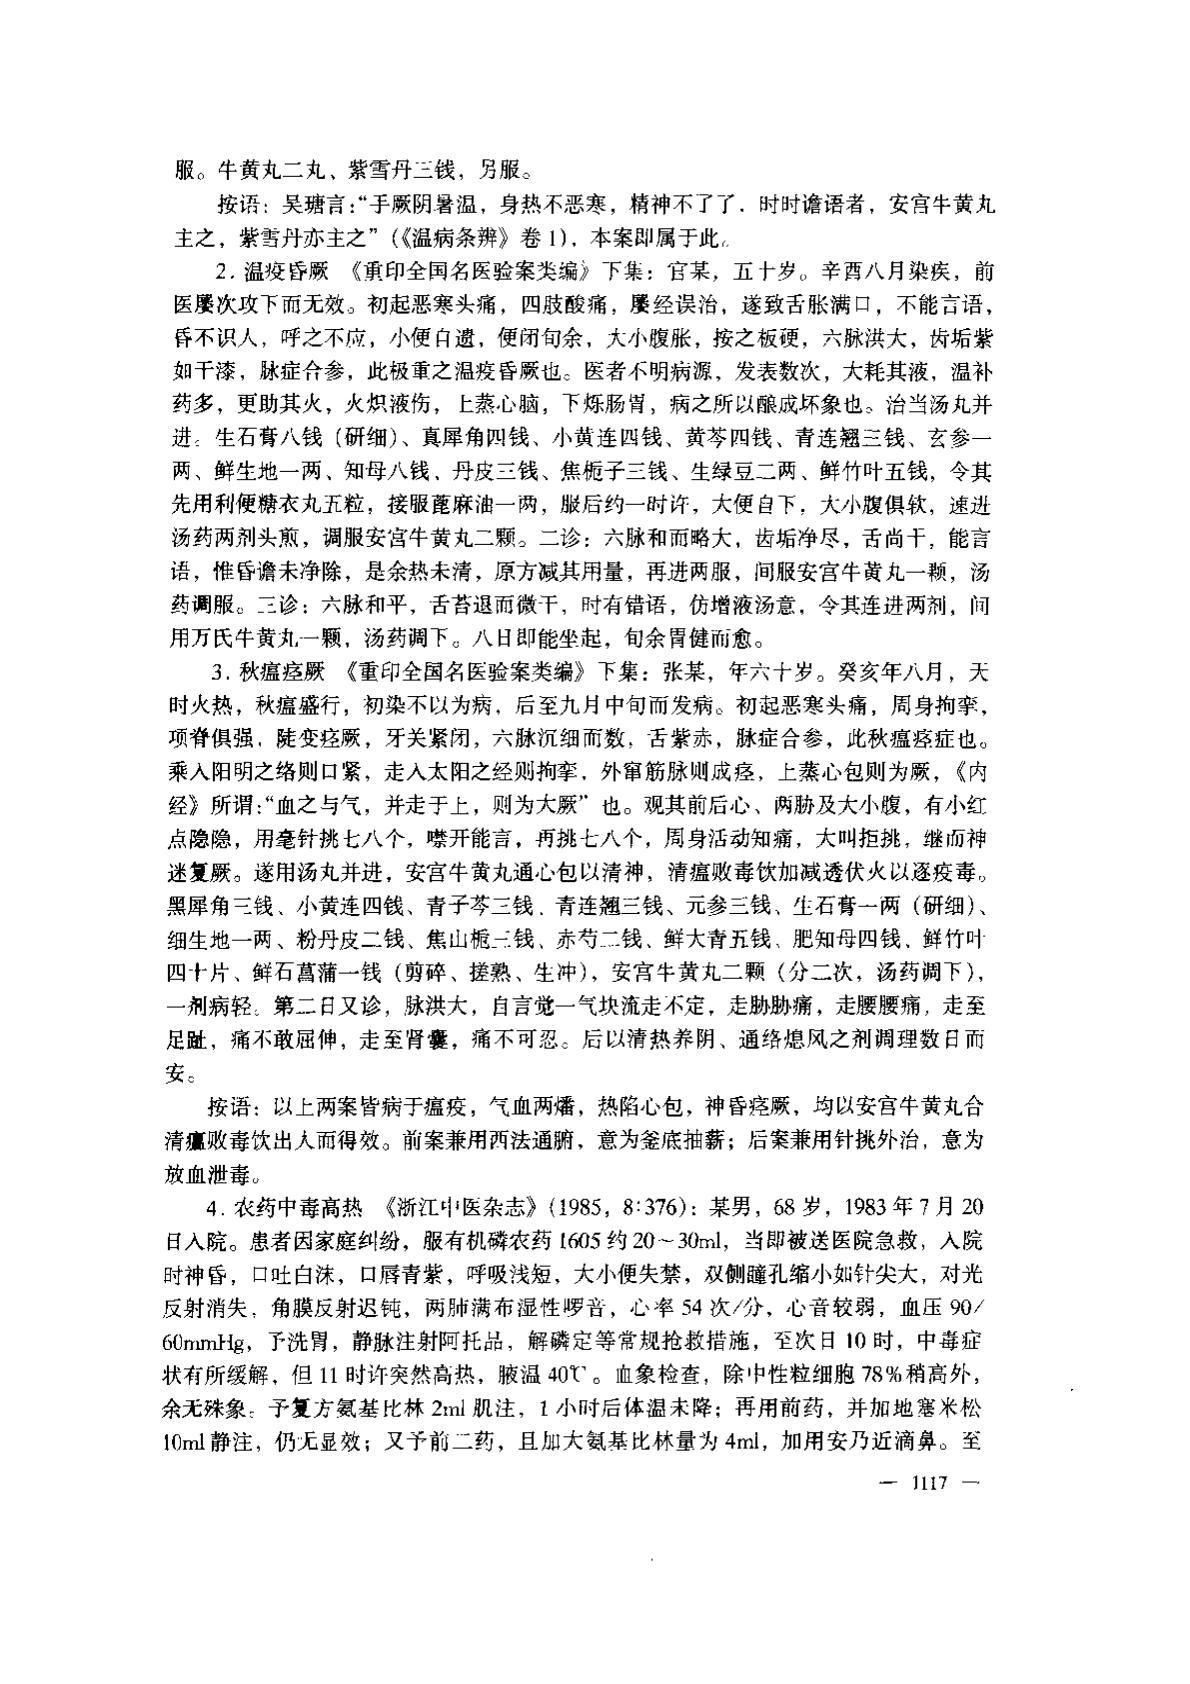 服。牛黄丸二丸、紫雪丹三钱，另服。
按语：吴瑭言：“手厥阴暑温，身热不恶寒，精神不了了，时时谵语者，安宫牛黄丸
主之，紫雪丹亦主之”（《温病条辨》卷1），本案即属于此。
2. 温疫昏厥　《重印全国名医验案类编》下集：官某，五十岁。辛酉八月染疾，前
医屡次攻下而无效。初起恶寒头痛，四肢酸痛，屡经误治，遂致舌胀满口，不能言语，
昏不识人，呼之不应，小便自遗，便闭旬余，大小腹胀，按之板硬，六脉洪大，齿垢紫
如干漆，脉症合参，此极重之温疫昏厥也。医者不明病源，发表数次，大耗其液，温补
药多，更助其火，火炽液伤，上蒸心脑，下烁肠胃，病之所以酿成坏象也。治当汤丸并
进。生石膏八钱（研细）、真犀角四钱、小黄连四钱、黄芩四钱、青连翘三钱、玄参一
两、鲜生地一两、知母八钱、丹皮三钱、焦栀子三钱、生绿豆二两、鲜竹叶五钱，令其
先用利便糖衣丸五粒，接服蓖麻油一两，服后约一时许，大便自下，大小腹俱软，速进
汤药两剂头煎，调服安宫牛黄丸二颗。二诊：六脉和而略大，齿垢净尽，舌尚干，能言
语，惟昏谵未净除，是余热未清，原方减其用量，再进两服，间服安宫牛黄丸一颗，汤
药调服。三诊：六脉和平，舌苔退而微干，时有错语，仿增液汤意，令其连进两剂，间
用万氏牛黄丸一颗，汤药调下。八日即能坐起，旬余胃健而愈。
3. 秋瘟痉厥　《重印全国名医验案类编》下集：张某，年六十岁。癸亥年八月，天
时火热，秋瘟盛行，初染不以为病，后至九月中旬而发病。初起恶寒头痛，周身拘挛，
项脊俱强，陡变痉厥，牙关紧闭，六脉沉细而数，舌紫赤，脉症合参，此秋瘟痉症也。
乘入阳明之络则口紧，走入太阳之经则拘挛，外窜筋脉则成痉，上蒸心包则为厥，《内
经》所谓：“血之与气，并走于上，则为大厥”也。观其前后心、两胁及大小腹，有小红
点隐隐，用毫针挑七八个，噤开能言，再挑七八个，周身活动知痛，大叫拒挑，继而神
迷复厥。遂用汤丸并进，安宫牛黄丸通心包以清神，清瘟败毒饮加减透伏火以逐疫毒。
黑犀角三钱、小黄连四钱、青子芩三钱、青连翘三钱、元参三钱、生石膏一两（研细）、
细生地一两、粉丹皮二钱、焦山栀三钱、赤芍二钱、鲜大青五钱、肥知母四钱、鲜竹叶
四十片、鲜石菖蒲一钱（剪碎、搓熟、生冲），安宫牛黄丸二颗（分二次，汤药调下），
一剂病轻。第二日又诊，脉洪大，自言觉一气块流走不定，走胁胁痛，走腰腰痛，走至
足趾，痛不敢屈伸，走至肾囊，痛不可忍。后以清热养阴、通络熄风之剂调理数日而
安。
按语：以上两案皆病于瘟疫，气血两燔，热陷心包，神昏痉厥，均以安宫牛黄丸合
清瘟败毒饮出入而得效。前案兼用西法通腑，意为釜底抽薪；后案兼用针挑外治，意为
放血泄毒。
4. 农药中毒高热　《浙江中医杂志》(1985，8:376)：某男，68岁，1983年7月20
日入院。患者因家庭纠纷，服有机磷农药1605约20～30ml，当即被送医院急救，入院
时神昏，口吐白沫，口唇青紫，呼吸浅短，大小便失禁，双侧瞳孔缩小如针尖大，对光
反射消失，角膜反射迟钝，两肺满布湿性啰音，心率54次/分，心音较弱，血压90/
60mmHg，予洗胃，静脉注射阿托品，解磷定等常规抢救措施，至次日10时，中毒症
状有所缓解，但11时许突然高热，腋温40℃。血象检查，除中性粒细胞78%稍高外，
余无殊象。予复方氨基比林2ml肌注，1小时后体温未降；再用前药，并加地塞米松
10ml静注，仍无显效；又予前二药，且加大氨基比林量为4ml，加用安乃近滴鼻。至
— 1117 —